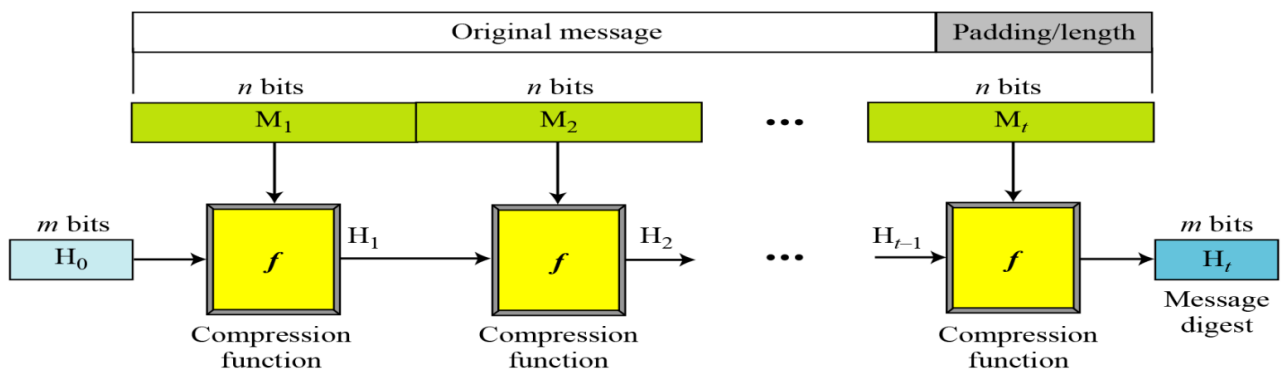 Original message
Padding/length
n bits
n bits
n bits
M₁
M₂
•••
Mₜ
m bits
H₀
f
H₁
f
H₂
•••
Hₜ₋₁
f
m bits
Hₜ
Compression
function
Compression
function
Compression
function
Message
digest